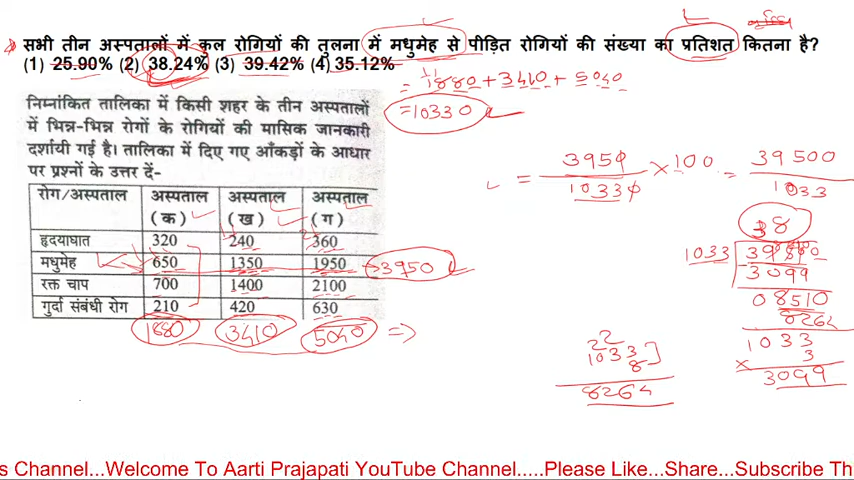 सभी तीन अस्पतालों में कुल रोगियों की तुलना में मधुमेह से पीड़ित रोगियों की संख्या का प्रतिशत कितना है?
(1) 25.90% (2) 38.24% (3) 39.42% (4) 35.12%
= 1880 + 3410 + 5040
= 10330
निम्नांकित तालिका में किसी शहर के तीन अस्पतालों
में भिन्न-भिन्न रोगों के रोगियों की मासिक जानकारी
दर्शायी गई है। तालिका में दिए गए आँकड़ों के आधार
पर प्रश्नों के उत्तर दें-
रोग/अस्पताल अस्पताल (क) अस्पताल (ख) अस्पताल (ग)
हृदयाघात 320 240 360
मधुमेह 650 1350 1950 → 3950
रक्त चाप 700 1400 2100
गुर्दा संबंधी रोग 210 420 630
1880 3410 5040 ⇒
= 3950/10330 × 100 = 39500/1033
38
1033 39500
3099
08510
8264
1033
× 3
3099
22
1033
8
8264
s Channel...Welcome To Aarti Prajapati YouTube Channel.....Please Like...Share...Subscribe Th